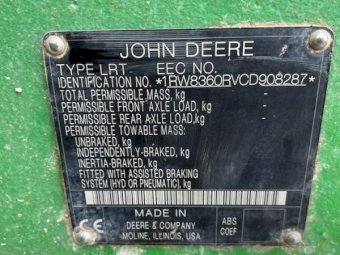 JOHN DEERE
TYPE LRT. EEC NO.
IDENTIFICATION NO. *1RW8360RVCD908287*
TOTAL PERMISSIBLE MASS, kg
PERMISSIBLE FRONT AXLE LOAD, kg
PERMISSIBLE REAR AXLE LOAD, kg
PERMISSIBLE TOWABLE MASS:
UNBRAKED, kg
INDEPENDENTLY-BRAKED, kg
INERTIA-BRAKED, kg
FITTED WITH ASSISTED BRAKING
SYSTEM (HYD OR PNEUMATIC), kg
MADE IN
DEERE & COMPANY
MOLINE, ILLINOIS, USA
ABS
COEF